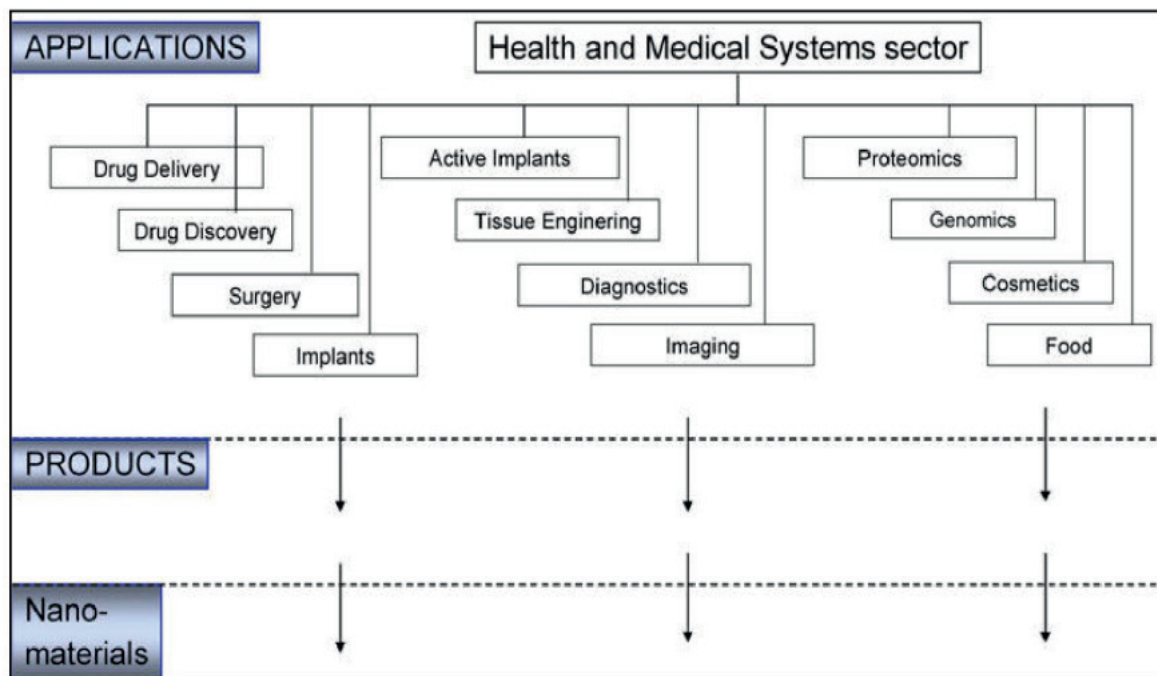 APPLICATIONS
Health and Medical Systems sector
Drug Delivery
Active Implants
Proteomics
Drug Discovery
Tissue Enginering
Genomics
Surgery
Diagnostics
Cosmetics
Implants
Imaging
Food
PRODUCTS
Nano-
materials